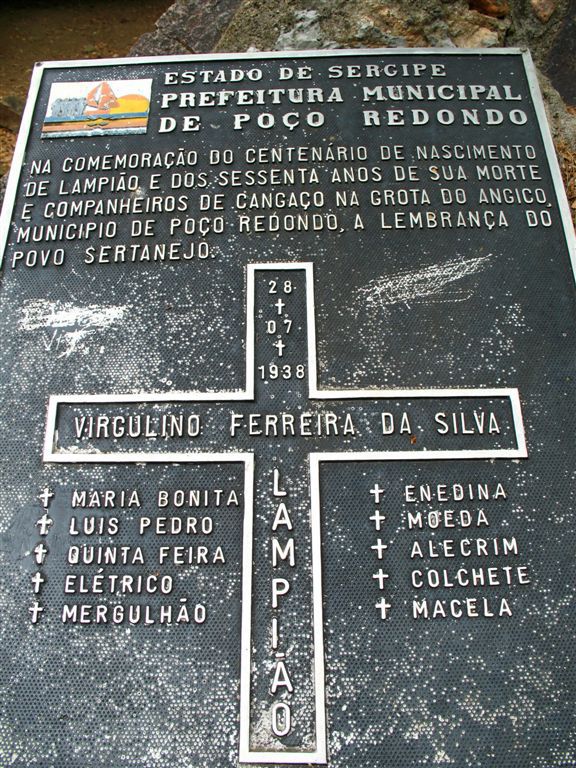 ESTADO DE SERGIPE
PREFEITURA MUNICIPAL
DE POÇO REDONDO
NA COMEMORAÇÃO DO CENTENÁRIO DE NASCIMENTO
DE LAMPIÃO E DOS SESSENTA ANOS DE SUA MORTE
E COMPANHEIROS DE CANGAÇO NA GROTA DO ANGICO,
MUNICIPIO DE POÇO REDONDO, A LEMBRANÇA DO
POVO SERTANEJO.
28
07
1938
VIRGULINO FERREIRA DA SILVA
LAMPIÃO
MARIA BONITA
LUIS PEDRO
QUINTA FEIRA
ELÉTRICO
MERGULHÃO
ENEDINA
MOEDA
ALECRIM
COLCHETE
MACELA